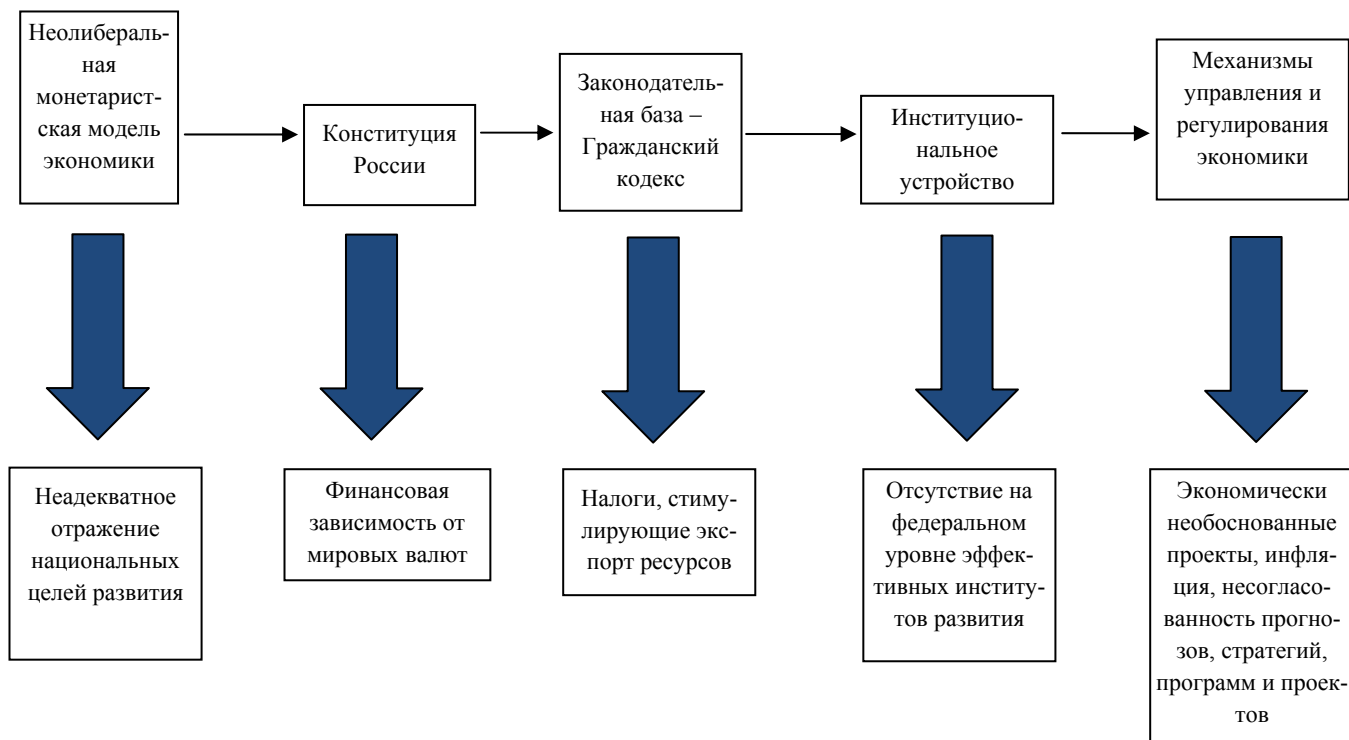 Неолибераль-
ная
монетарист-
ская модель
экономики
Конституция
России
Законодатель-
ная база –
Гражданский
кодекс
Институцио-
нальное
устройство
Механизмы
управления и
регулирования
экономики
Неадекватное
отражение
национальных
целей развития
Финансовая
зависимость от
мировых валют
Налоги, стиму-
лирующие экс-
порт ресурсов
Отсутствие на
федеральном
уровне эффек-
тивных институ-
тов развития
Экономически
необоснованные
проекты, инфля-
ция, несогласо-
ванность прогно-
зов, стратегий,
программ и проек-
тов